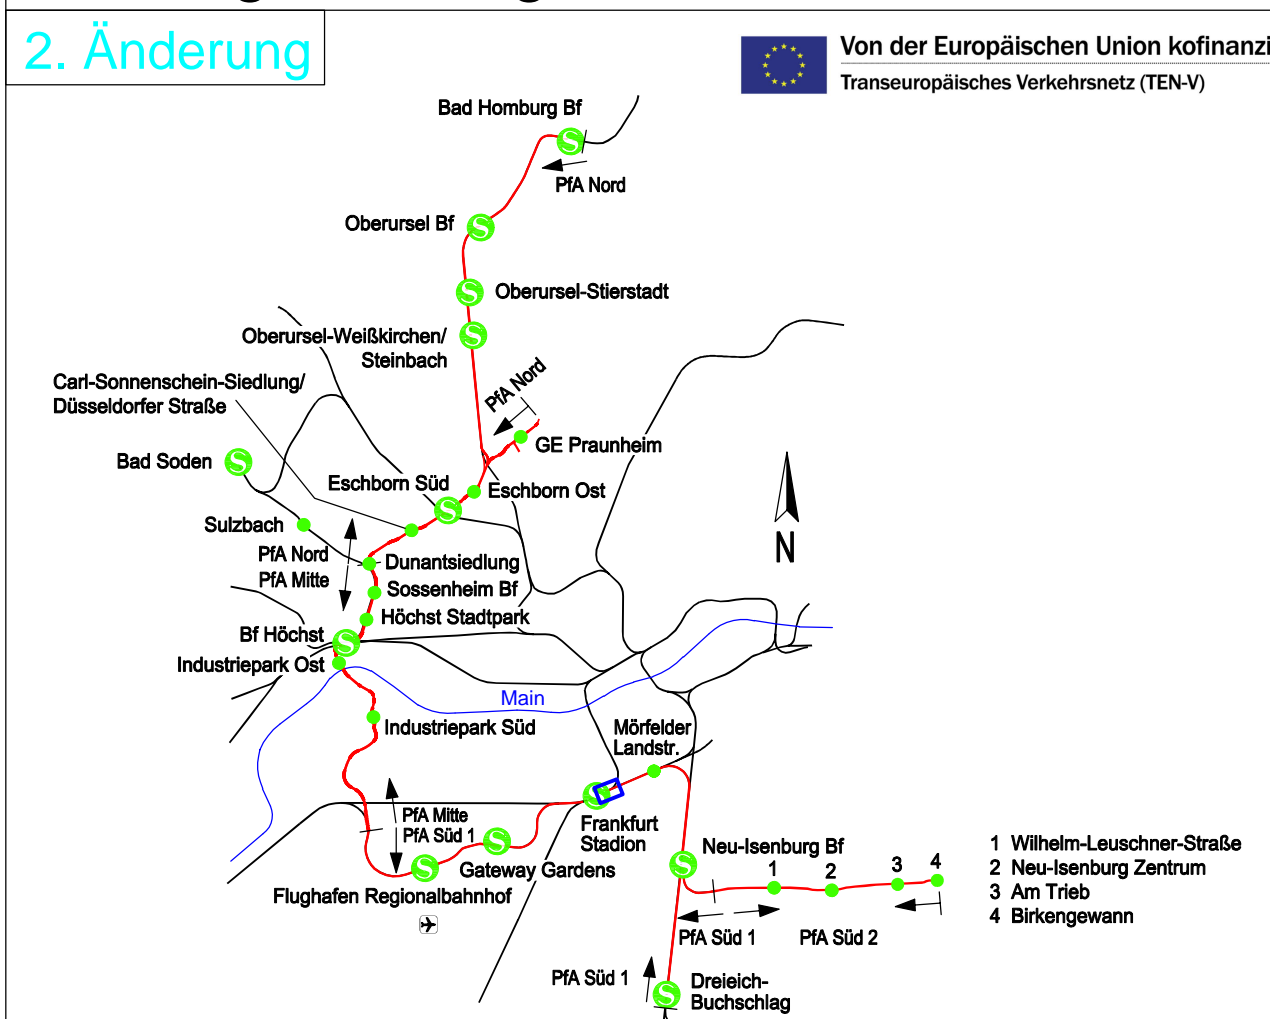 2. Änderung
Von der Europäischen Union kofinanzi
Transeuropäisches Verkehrsnetz (TEN-V)
Bad Homburg Bf
PfA Nord
Oberursel Bf
Oberursel-Stierstadt
Oberursel-Weißkirchen/
Steinbach
PfA Nord
Carl-Sonnenschein-Siedlung/
Düsseldorfer Straße
GE Praunheim
Bad Soden
Eschborn Süd
Eschborn Ost
Sulzbach
PfA Nord
PfA Mitte
Dunantsiedlung
Sossenheim Bf
Höchst Stadtpark
Bf Höchst
Industriepark Ost
Main
Industriepark Süd
Mörfelder
Landstr.
N
PfA Mitte
PfA Süd 1
Frankfurt
Stadion
Gateway Gardens
Flughafen Regionalbahnhof
Neu-Isenburg Bf
1
2
3
4
PfA Süd 1
PfA Süd 2
PfA Süd 1
Dreieich-
Buchschlag
1 Wilhelm-Leuschner-Straße
2 Neu-Isenburg Zentrum
3 Am Trieb
4 Birkengewann